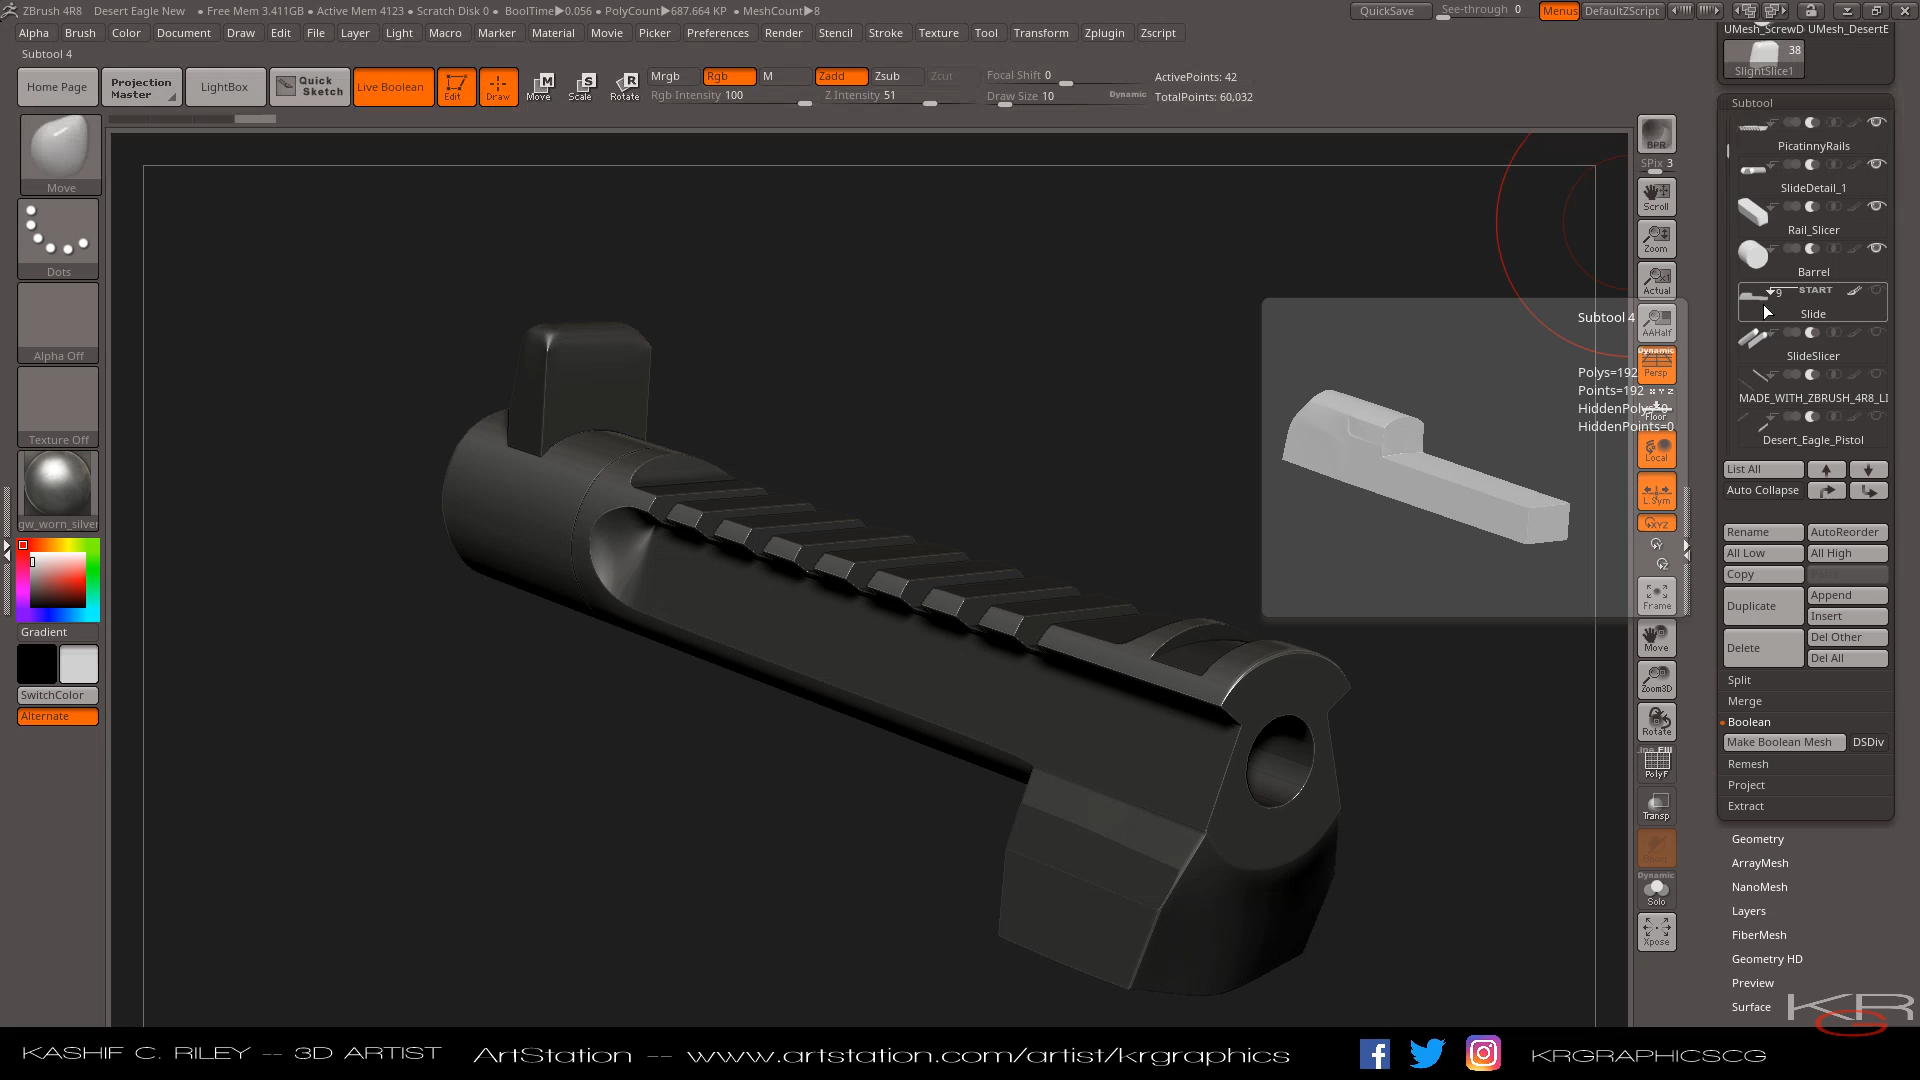 ZBrush 4R8 Desert Eagle New • Free Mem 3.411GB • Active Mem 4123 • Scratch Disk 0 • BoolTime▶0.056 • PolyCount▶687.664 KP • MeshCount▶8 QuickSave See-through 0 Menus DefaultZScript
Alpha Brush Color Document Draw Edit File Layer Light Macro Marker Material Movie Picker Preferences Render Stencil Stroke Texture Tool Transform Zplugin Zscript
UMesh_ScrewD UMesh_DesertE
38
SlightSlice1
Subtool 4
Home Page
Projection Master
LightBox
Quick Sketch
Live Boolean
Edit
Draw
Move
Scale
Rotate
Mrgb Rgb M Zadd Zsub Zcut
Rgb Intensity 100 Z Intensity 51
Focal Shift 0
Draw Size 10 Dynamic
ActivePoints: 42
TotalPoints: 60,032
Move
Dots
Alpha Off
Texture Off
gw_worn_silver
Gradient
SwitchColor
Alternate
Subtool 4
Polys=192
Points=192
HiddenPolys=0
HiddenPoints=0
BPR
SPix 3
Scroll
Zoom
Actual
AAHalf
Dynamic
Persp
Floor
Local
L.Sym
XYZ
Y
Z
Frame
Move
Zoom3D
Rotate
PolyF
Transp
Dynamic
Solo
Xpose
Subtool
PicatinnyRails
SlideDetail_1
Rail_Slicer
Barrel
9 START
Slide
SlideSlicer
MADE_WITH_ZBRUSH_4R8_LI
Desert_Eagle_Pistol
List All
Auto Collapse
Rename AutoReorder
All Low All High
Copy
Duplicate Append
Insert
Delete Del Other
Del All
Split
Merge
Boolean
Make Boolean Mesh DSDiv
Remesh
Project
Extract
Geometry
ArrayMesh
NanoMesh
Layers
FiberMesh
Geometry HD
Preview
Surface
KRG
KASHIF C. RILEY -- 3D ARTIST ArtStation -- www.artstation.com/artist/krgraphics KRGRAPHICSCG